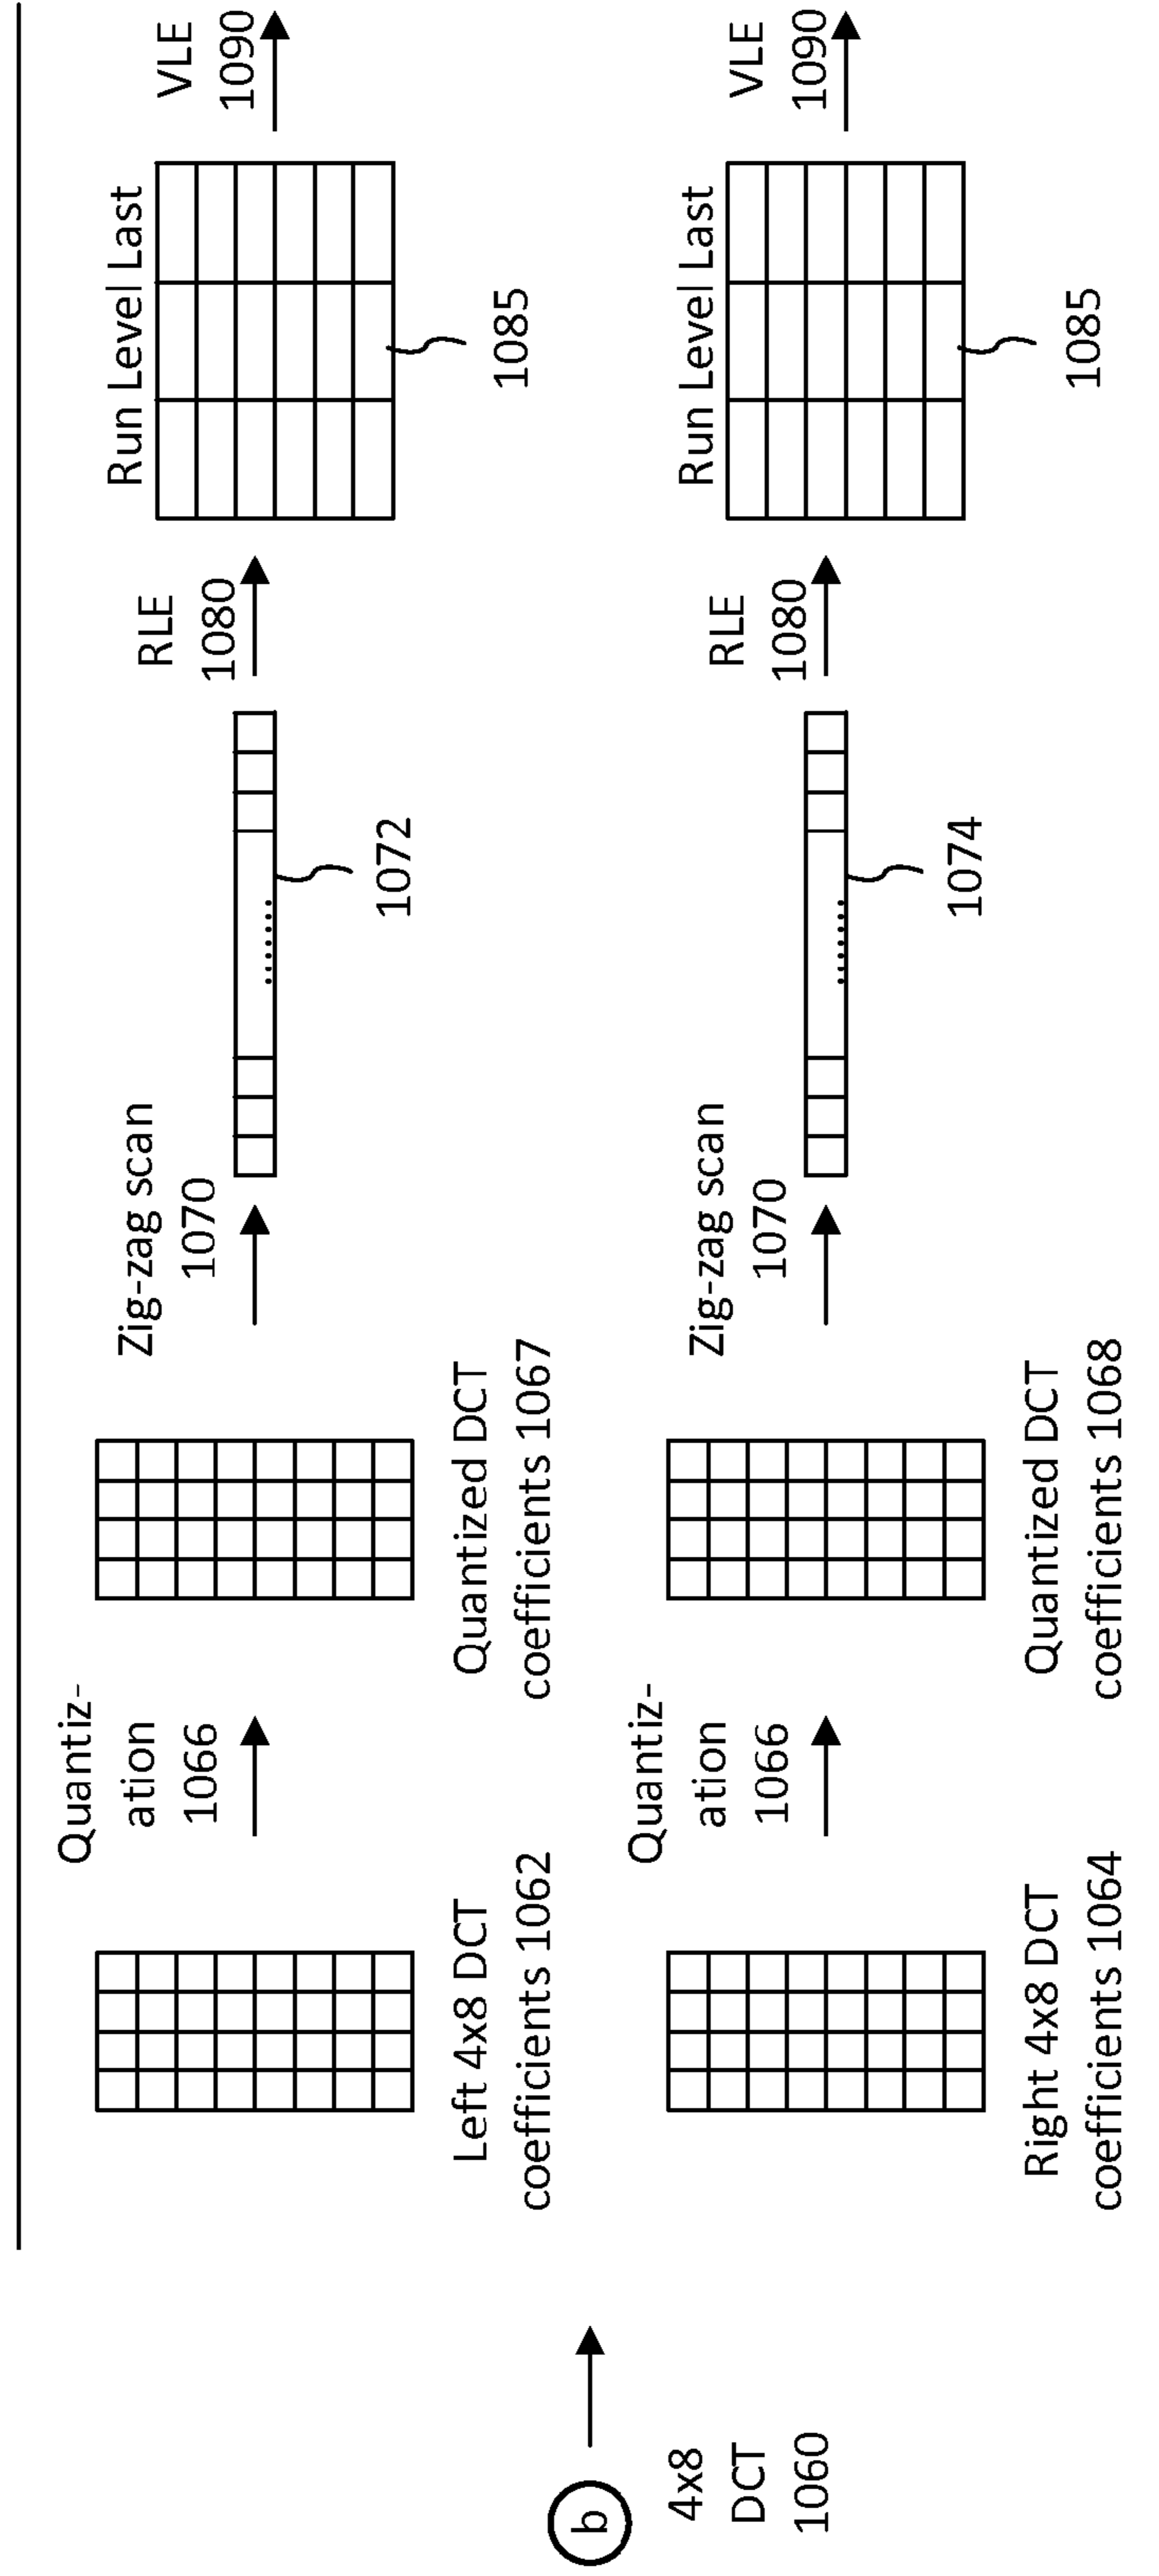 b
4x8
DCT
1060
Left 4x8 DCT
coefficients 1062
Quantiz-
ation
1066
Quantized DCT
coefficients 1067
Zig-zag scan
1070
1072
RLE
1080
Run Level Last
1085
VLE
1090
Right 4x8 DCT
coefficients 1064
Quantiz-
ation
1066
Quantized DCT
coefficients 1068
Zig-zag scan
1070
1074
RLE
1080
Run Level Last
1085
VLE
1090